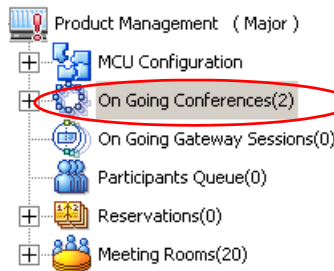 Product Management ( Major )
MCU Configuration
On Going Conferences(2)
On Going Gateway Sessions(0)
Participants Queue(0)
Reservations(0)
Meeting Rooms(20)